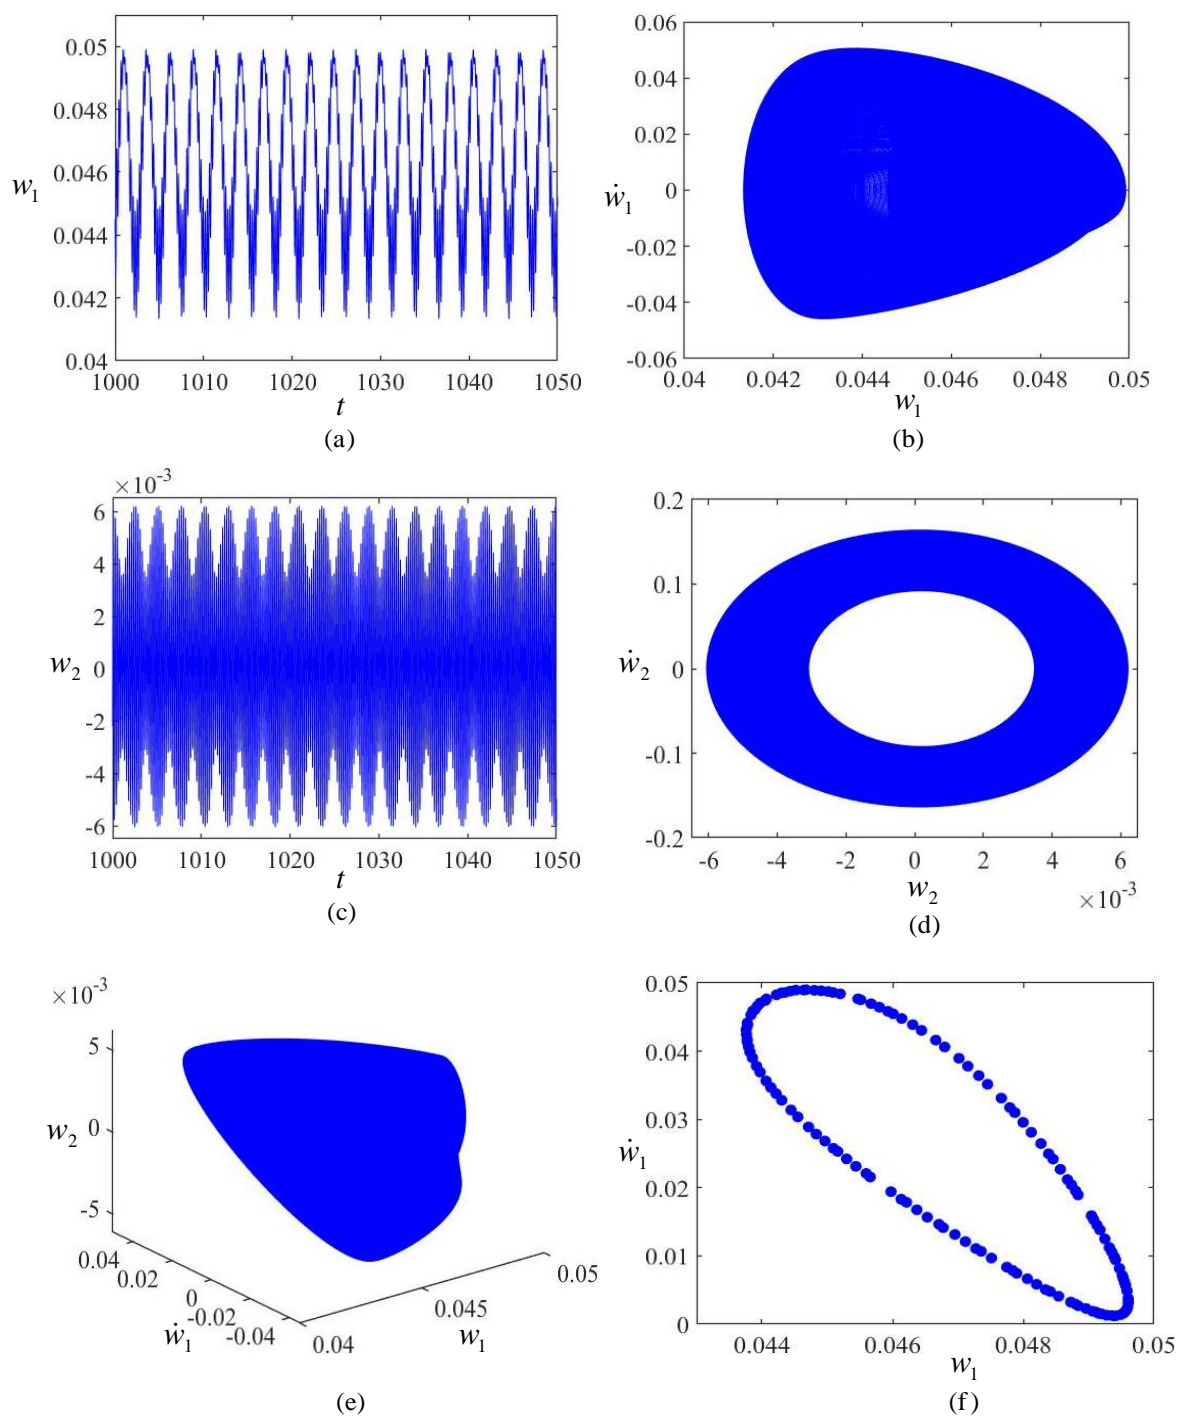 0.05
0.048
0.046
0.044
0.042
0.04
w₁
1000 1010 1020 1030 1040 1050
t
(a)
0.06
0.04
0.02
0
-0.02
-0.04
-0.06
ẇ₁
0.04 0.042 0.044 0.046 0.048 0.05
w₁
(b)
×10⁻³
6
4
2
0
-2
-4
-6
w₂
1000 1010 1020 1030 1040 1050
t
(c)
0.2
0.1
0
-0.1
-0.2
ẇ₂
-6 -4 -2 0 2 4 6
w₂
×10⁻³
(d)
×10⁻³
5
w₂ 0
-5
0.04
0.02
0
-0.02
-0.04
ẇ₁
0.04
0.045
0.05
w₁
(e)
0.05
0.04
0.03
0.02
0.01
0
ẇ₁
0.044 0.046 0.048 0.05
w₁
(f)